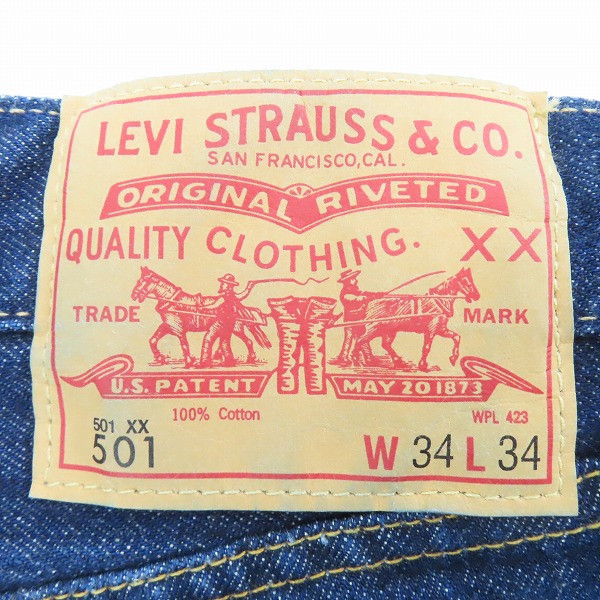 LEVI STRAUSS & CO.
SAN FRANCISCO, CAL.
ORIGINAL RIVETED
QUALITY CLOTHING. XX
TRADE MARK
U.S. PATENT MAY 20 1873
100% Cotton WPL 423
501 XX
501 W 34 L 34